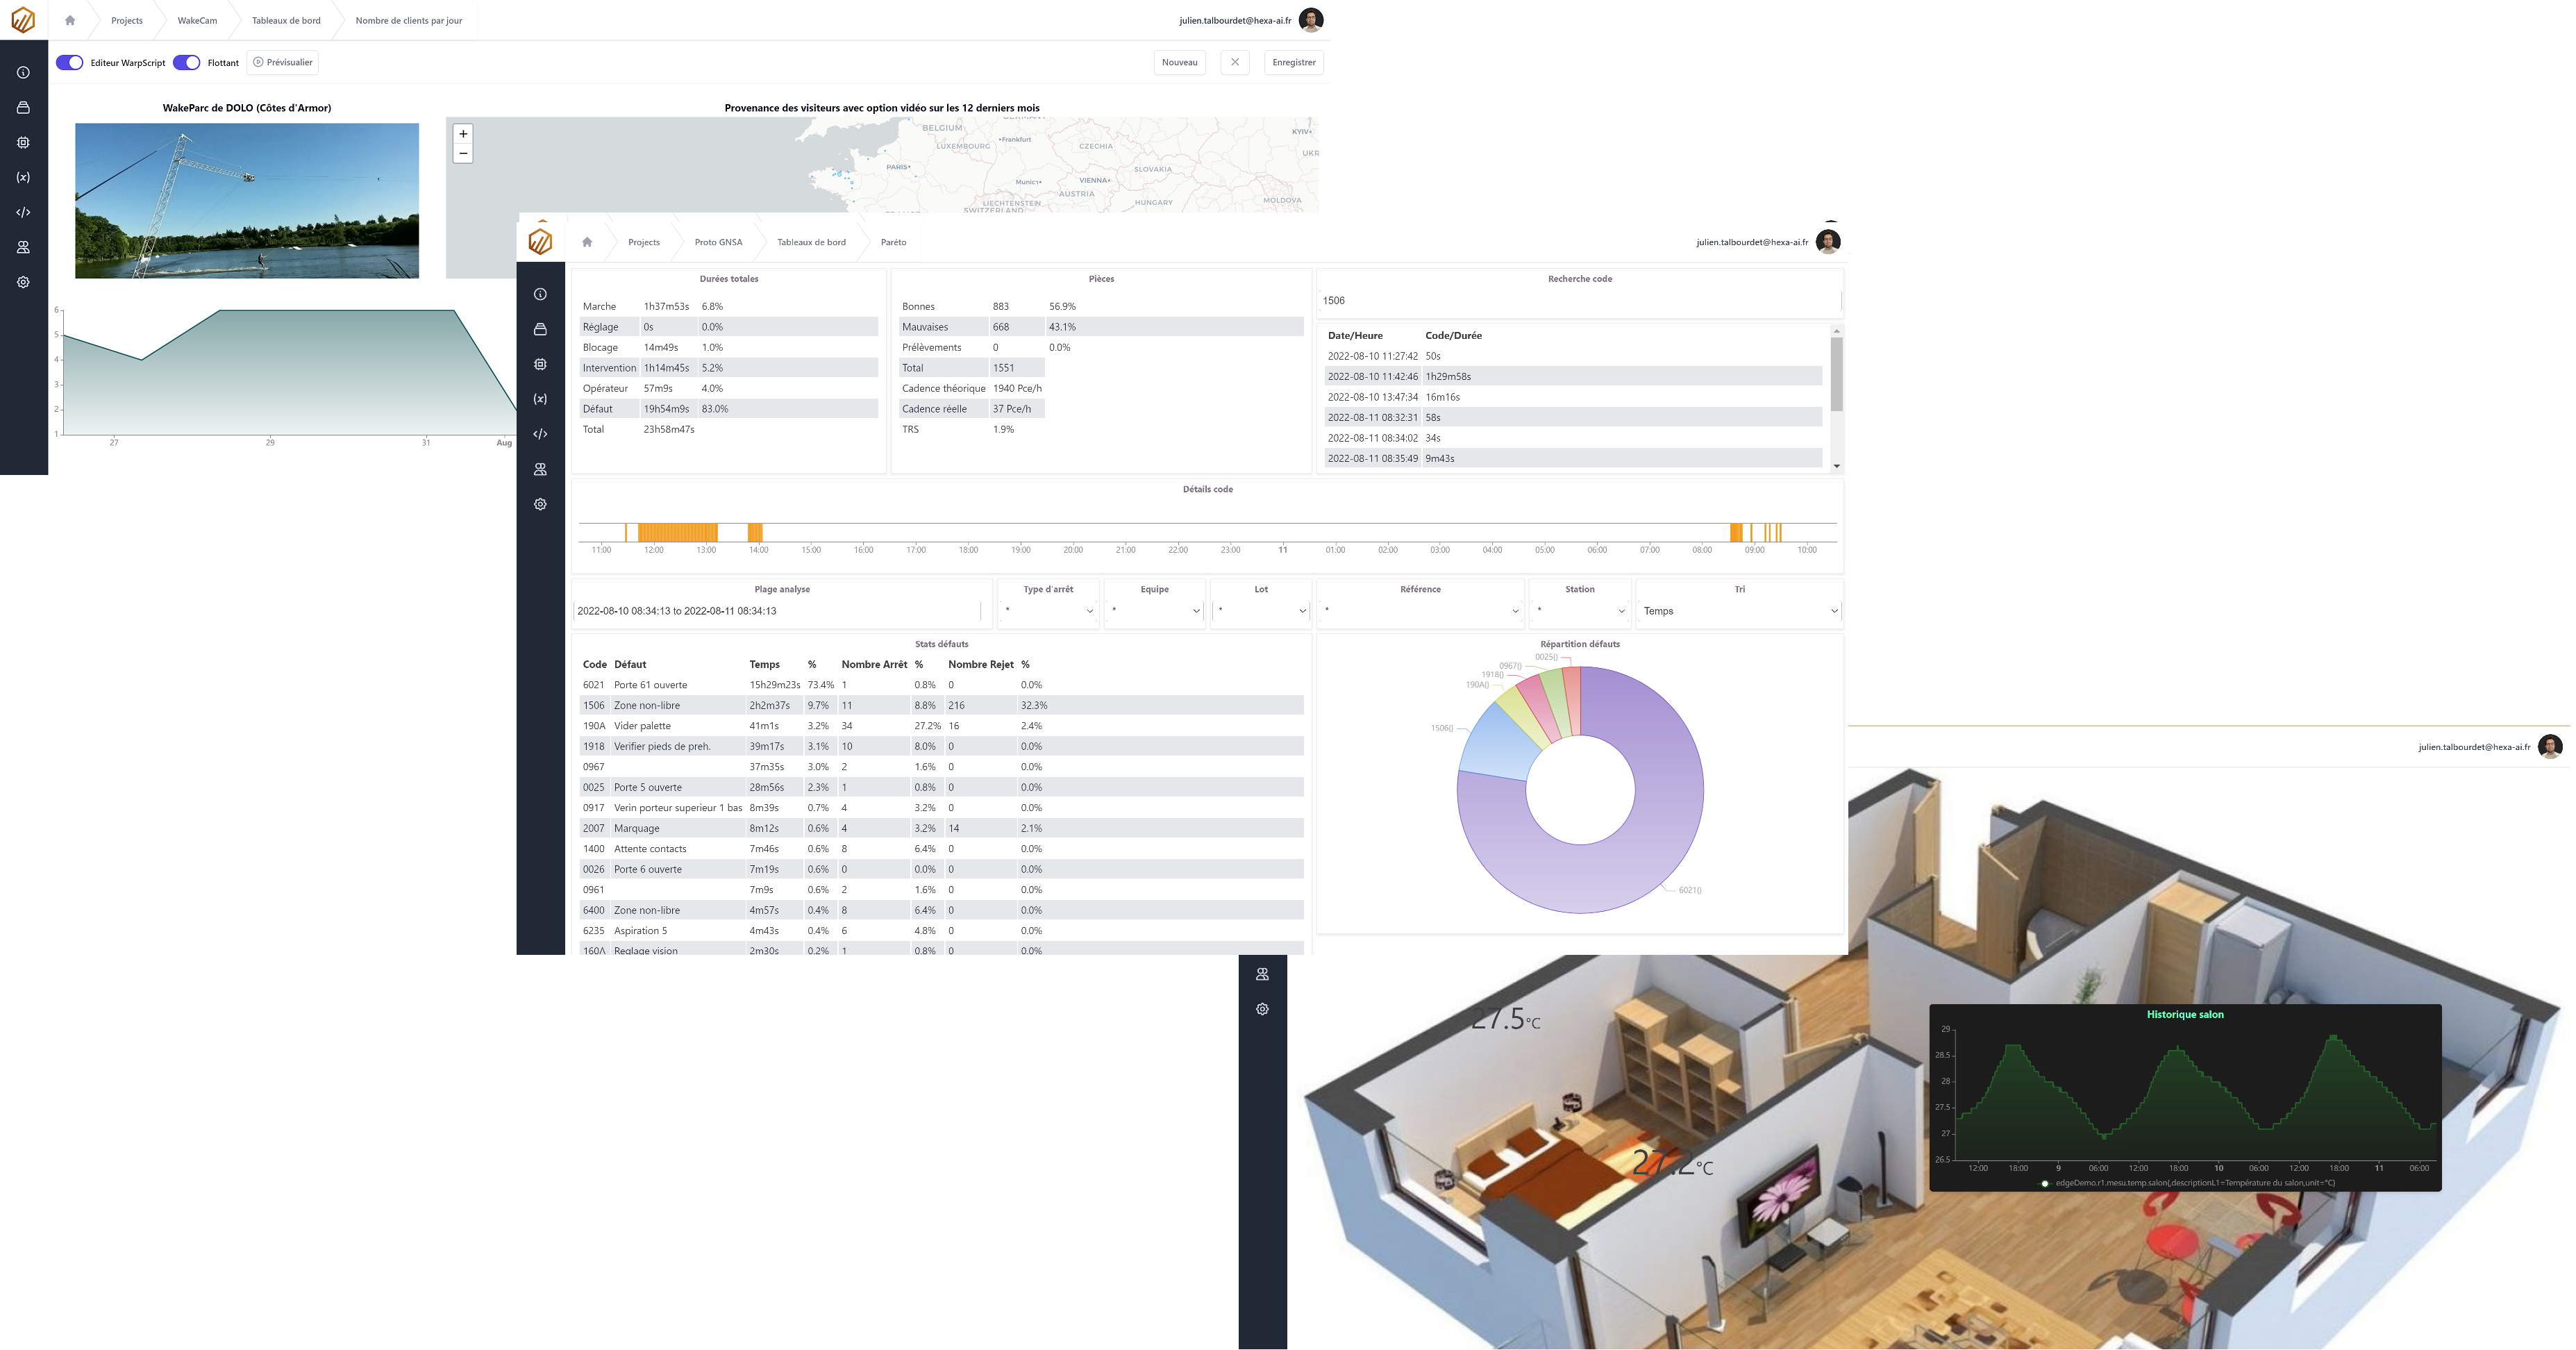 Projects
WakeCam
Tableaux de bord
Nombre de clients par jour
julien.talbourdet@hexa-ai.fr
Editeur WarpScript
Flottant
Prévisualier
Nouveau
Enregistrer
WakeParc de DOLO (Côtes d'Armor)
Provenance des visiteurs avec option vidéo sur les 12 derniers mois
+
−
BELGIUM
LUXEMBOURG
Frankfurt
CZECHIA
KYIV
UKR
PARIS
Munich
VIENNA
SLOVAKIA
AUSTRIA
LIECHTENSTEIN
SWITZERLAND
HUNGARY
MOLDOVA
6
5
4
3
2
1
27 29 31 Aug
Projects
Proto GNSA
Tableaux de bord
Paréto
julien.talbourdet@hexa-ai.fr
Durées totales
Marche 1h37m53s 6.8%
Réglage 0s 0.0%
Blocage 14m49s 1.0%
Intervention 1h14m45s 5.2%
Opérateur 57m9s 4.0%
Défaut 19h54m9s 83.0%
Total 23h58m47s
Pièces
Bonnes 883 56.9%
Mauvaises 668 43.1%
Prélèvements 0 0.0%
Total 1551
Cadence théorique 1940 Pce/h
Cadence réelle 37 Pce/h
TRS 1.9%
Recherche code
1506
Date/Heure Code/Durée
2022-08-10 11:27:42 50s
2022-08-10 11:42:46 1h29m58s
2022-08-10 13:47:34 16m16s
2022-08-11 08:32:31 58s
2022-08-11 08:34:02 34s
2022-08-11 08:35:49 9m43s
Détails code
11:00 12:00 13:00 14:00 15:00 16:00 17:00 18:00 19:00 20:00 21:00 22:00 23:00 11 01:00 02:00 03:00 04:00 05:00 06:00 07:00 08:00 09:00 10:00
Plage analyse
2022-08-10 08:34:13 to 2022-08-11 08:34:13
Type d'arrêt
*
Equipe
*
Lot
*
Référence
*
Station
*
Tri
Temps
Stats défauts
Code Défaut Temps % Nombre Arrêt % Nombre Rejet %
6021 Porte 61 ouverte 15h29m23s 73.4% 1 0.8% 0 0.0%
1506 Zone non-libre 2h2m37s 9.7% 11 8.8% 216 32.3%
190A Vider palette 41m1s 3.2% 34 27.2% 16 2.4%
1918 Verifier pieds de preh. 39m17s 3.1% 10 8.0% 0 0.0%
0967 37m35s 3.0% 2 1.6% 0 0.0%
0025 Porte 5 ouverte 28m56s 2.3% 1 0.8% 0 0.0%
0917 Verin porteur superieur 1 bas 8m39s 0.7% 4 3.2% 0 0.0%
2007 Marquage 8m12s 0.6% 4 3.2% 14 2.1%
1400 Attente contacts 7m46s 0.6% 8 6.4% 0 0.0%
0026 Porte 6 ouverte 7m19s 0.6% 0 0.0% 0 0.0%
0961 7m9s 0.6% 2 1.6% 0 0.0%
6400 Zone non-libre 4m57s 0.4% 8 6.4% 0 0.0%
6235 Aspiration 5 4m43s 0.4% 6 4.8% 0 0.0%
160A Reglage vision 2m30s 0.2% 1 0.8% 0 0.0%
Répartition défauts
0025()
0967()
1918()
190A()
1506()
6021()
julien.talbourdet@hexa-ai.fr
27.5°C
27.2°C
Historique salon
29
28.5
28
27.5
27
26.5
12:00 18:00 9 06:00 12:00 18:00 10 06:00 12:00 18:00 11 06:00
edgeDemo.r1.mesu.temp.salon{,descriptionL1=Température du salon,unit=°C}